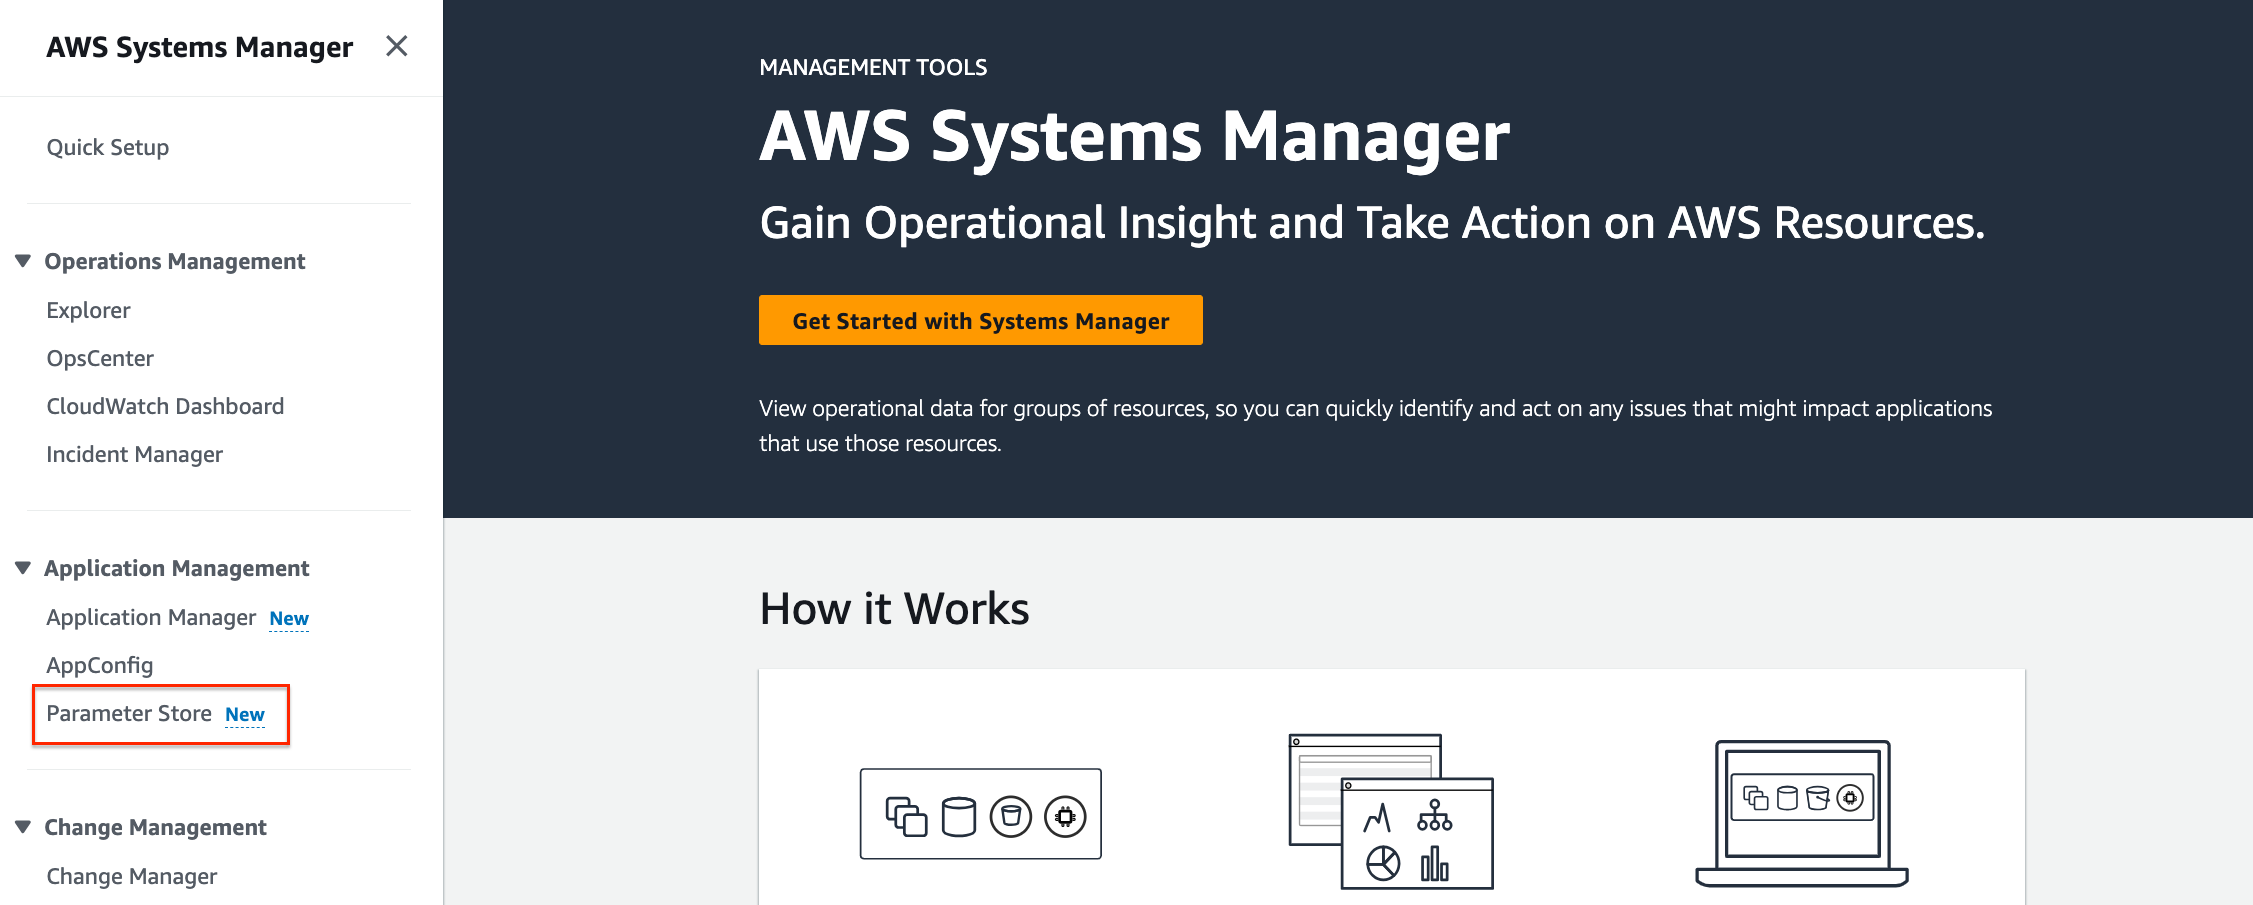 AWS Systems Manager
Quick Setup
Operations Management
Explorer
OpsCenter
CloudWatch Dashboard
Incident Manager
Application Management
Application Manager New
AppConfig
Parameter Store New
Change Management
Change Manager
MANAGEMENT TOOLS
AWS Systems Manager
Gain Operational Insight and Take Action on AWS Resources.
Get Started with Systems Manager
View operational data for groups of resources, so you can quickly identify and act on any issues that might impact applications
that use those resources.
How it Works